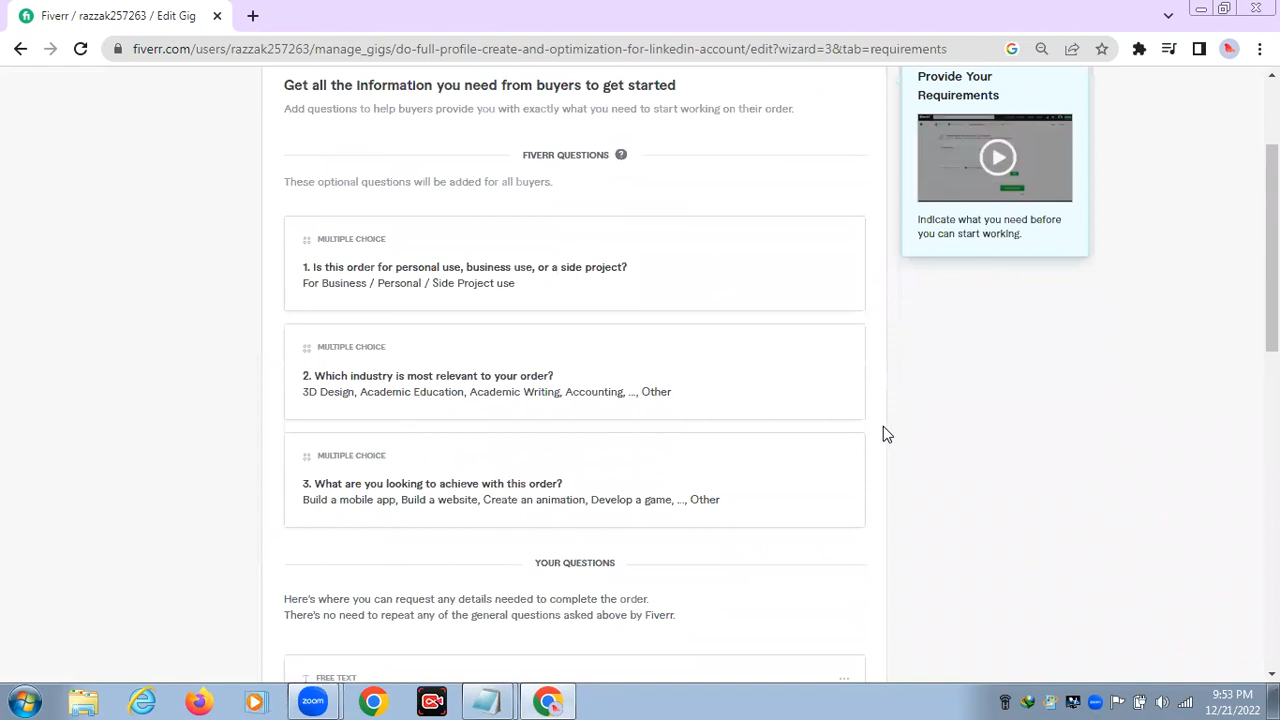 Fiverr / razzak257263 / Edit Gig
fiverr.com/users/razzak257263/manage_gigs/do-full-profile-create-and-optimization-for-linkedin-account/edit?wizard=3&tab=requirements
Get all the information you need from buyers to get started
Add questions to help buyers provide you with exactly what you need to start working on their order.
FIVERR QUESTIONS ?
These optional questions will be added for all buyers.
MULTIPLE CHOICE
1. Is this order for personal use, business use, or a side project?
For Business / Personal / Side Project use
MULTIPLE CHOICE
2. Which industry is most relevant to your order?
3D Design, Academic Education, Academic Writing, Accounting, ..., Other
MULTIPLE CHOICE
3. What are you looking to achieve with this order?
Build a mobile app, Build a website, Create an animation, Develop a game, ..., Other
YOUR QUESTIONS
Here's where you can request any details needed to complete the order.
There's no need to repeat any of the general questions asked above by Fiverr.
FREE TEXT
Provide Your
Requirements
Indicate what you need before
you can start working.
zoom
9:53 PM
12/21/2022